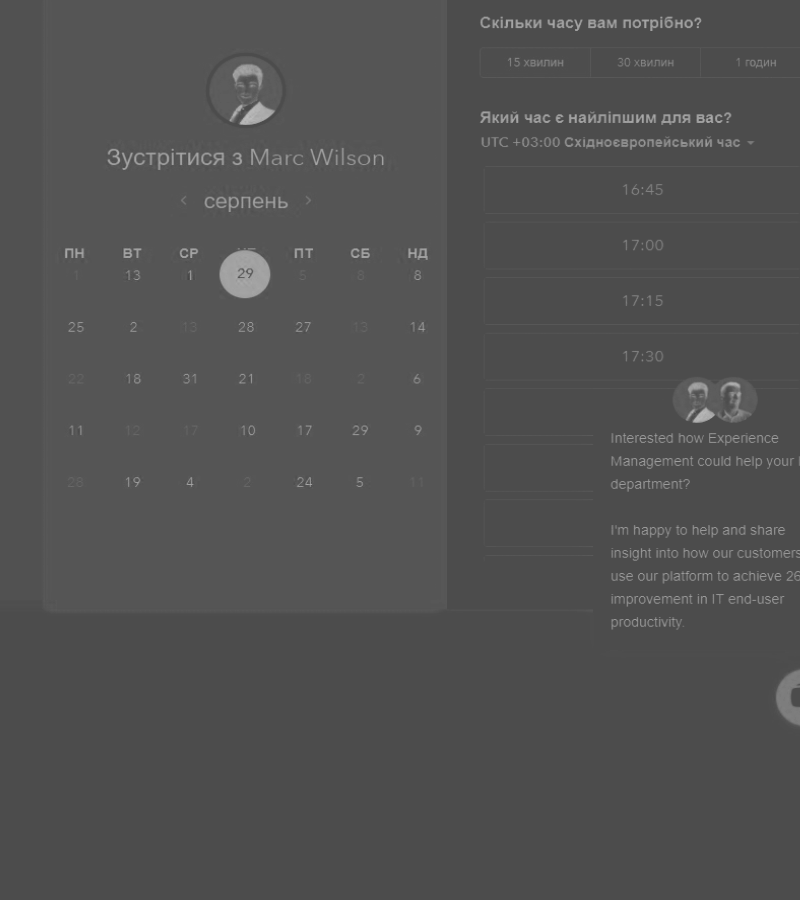 Зустрітися з Marc Wilson
серпень
ПН ВТ СР ПТ СБ НД
1 13 1 29 5 8 8
25 2 13 28 27 13 14
22 18 31 21 18 2 6
11 12 17 10 17 29 9
28 19 4 2 24 5 11
Скільки часу вам потрібно?
15 хвилин 30 хвилин 1 годин
Який час є найліпшим для вас?
UTC +03:00 Східноєвропейський час
16:45
17:00
17:15
17:30
Interested how Experience
Management could help your
department?
I'm happy to help and share
insight into how our customers
use our platform to achieve 26
improvement in IT end-user
productivity.